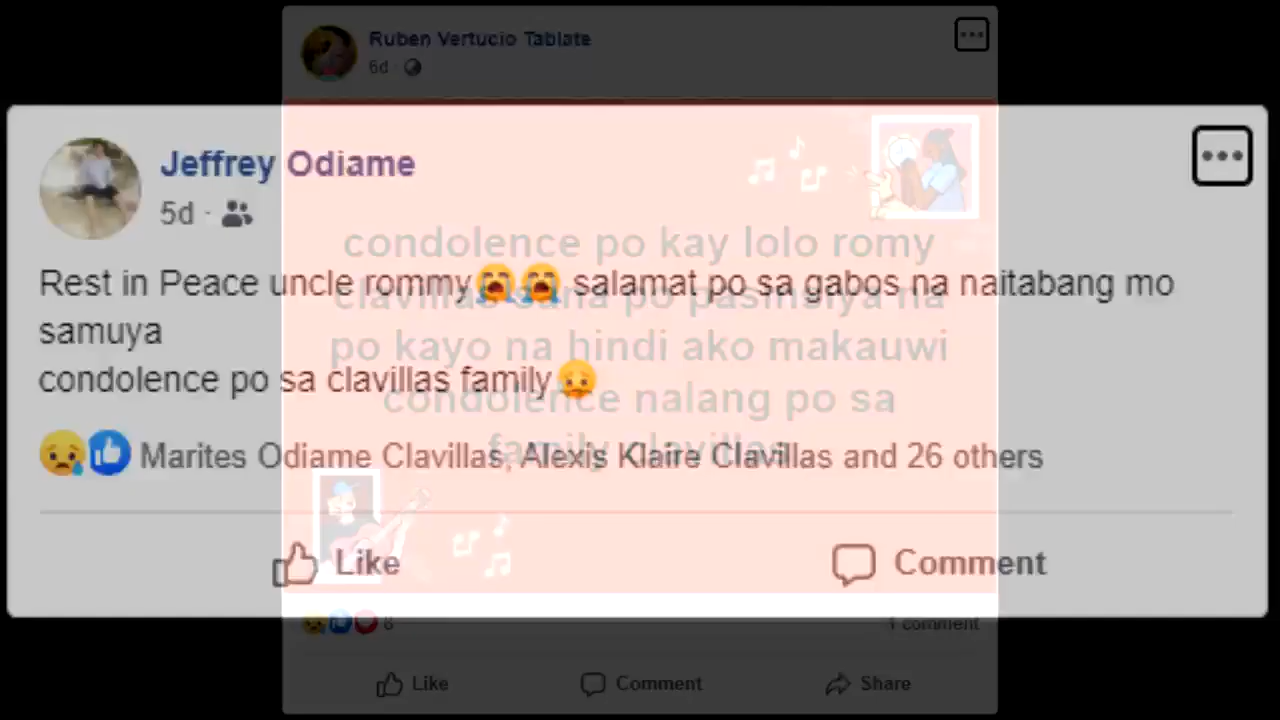 Ruben Vertucio Tablate
6d
Jeffrey Odiame
5d
condolence po kay lolo romy
Rest in Peace uncle rommy😭😭 salamat po sa gabos na naitabang mo
clavillas sana po pasinsiya na
samuya
po kayo na hindi ako makauwi
condolence po sa clavillas family😥
condolence nalang po sa
family clavillas
Marites Odiame Clavillas, Alexis Klaire Clavillas and 26 others
Like Comment
1 comment
Like Comment Share